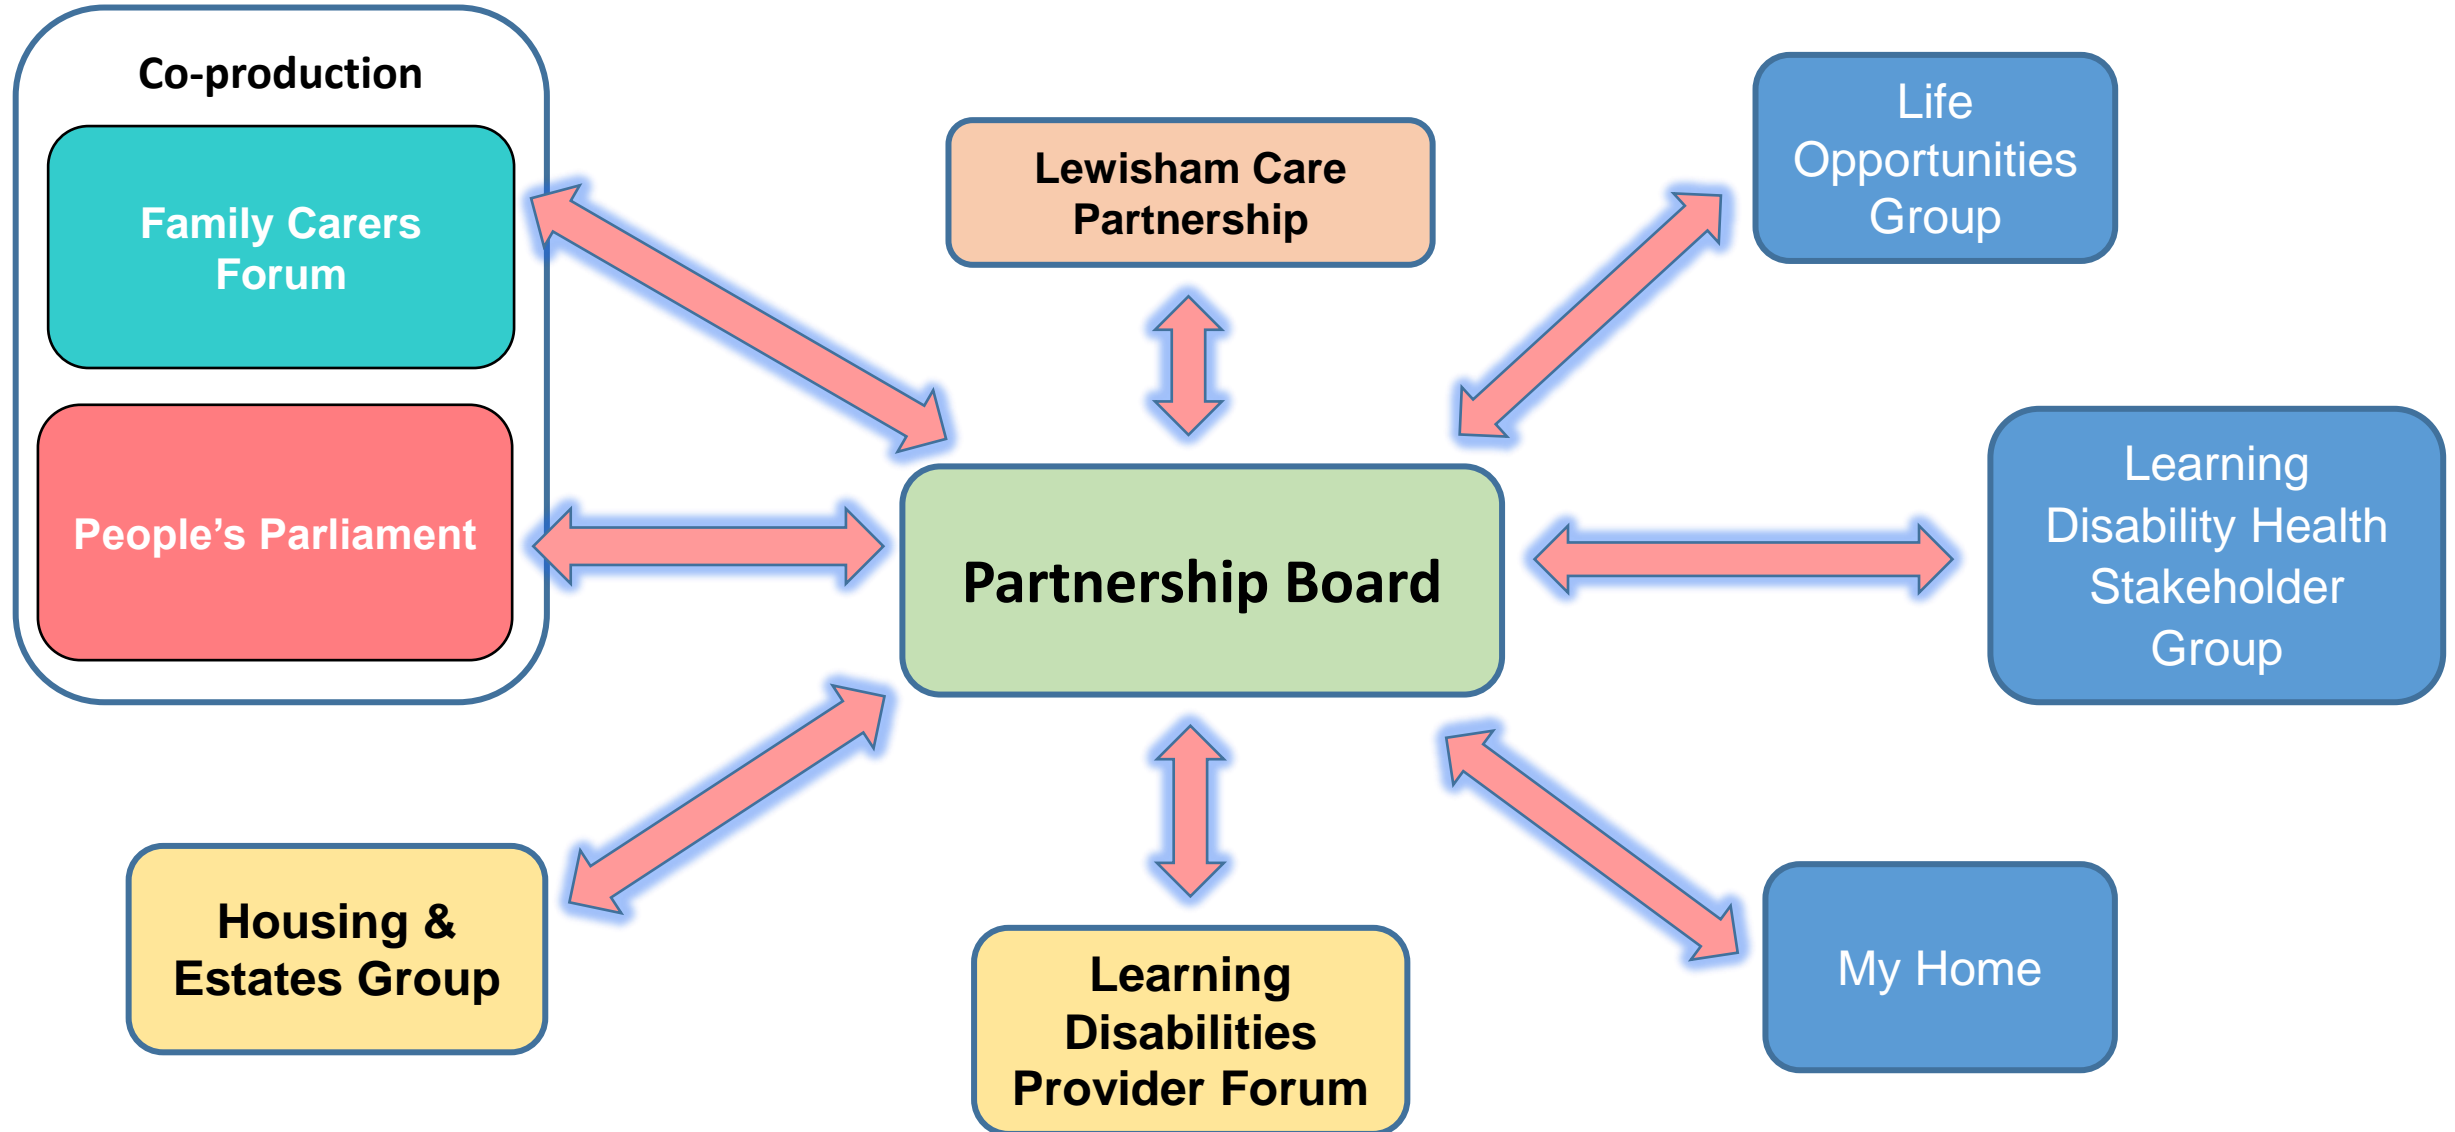 Co-production
Family Carers
Forum
People’s Parliament
Lewisham Care
Partnership
Life
Opportunities
Group
Partnership Board
Learning
Disability Health
Stakeholder
Group
Housing &
Estates Group
Learning
Disabilities
Provider Forum
My Home